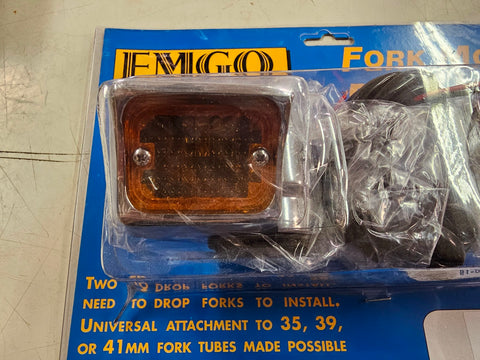 EMGO
FORK MO
TWO
NEED TO DROP FORKS TO INSTALL.
UNIVERSAL ATTACHMENT TO 35, 39,
OR 41MM FORK TUBES MADE POSSIBLE